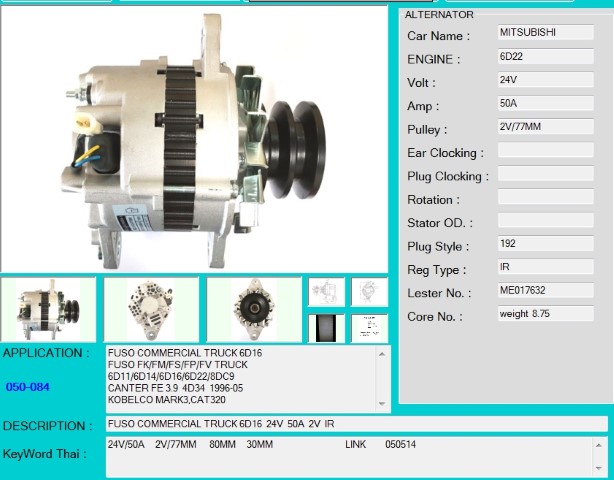 ALTERNATOR
Car Name : MITSUBISHI
ENGINE : 6D22
Volt : 24V
Amp : 50A
Pulley : 2V/77MM
Ear Clocking :
Plug Clocking :
Rotation :
Stator OD. :
Plug Style : 192
Reg Type : IR
Lester No. : ME017632
Core No. : weight 8.75
APPLICATION :
050-084
FUSO COMMERCIAL TRUCK 6D16
FUSO FK/FM/FS/FP/FV TRUCK
6D11/6D14/6D16/6D22/8DC9
CANTER FE 3.9 4D34 1996-05
KOBELCO MARK3,CAT320
DESCRIPTION : FUSO COMMERCIAL TRUCK 6D16 24V 50A 2V IR
KeyWord Thai : 24V/50A 2V/77MM 80MM 30MM LINK 050514